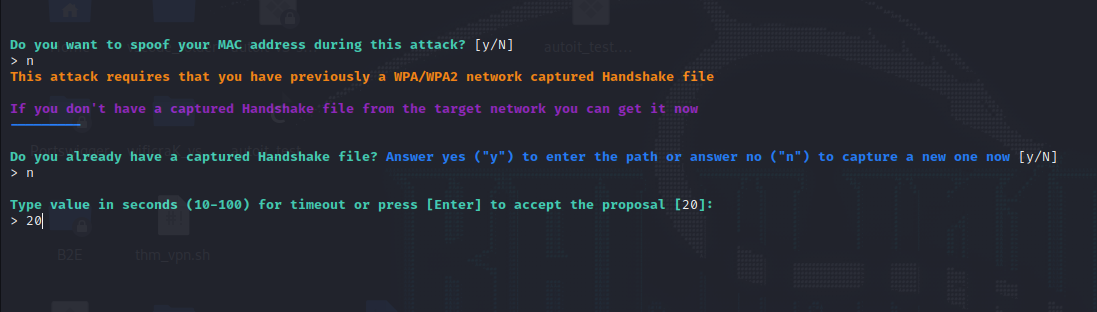 autoit_test....
Do you want to spoof your MAC address during this attack? [y/N]
> n
This attack requires that you have previously a WPA/WPA2 network captured Handshake file
If you don't have a captured Handshake file from the target network you can get it now
Do you already have a captured Handshake file? Answer yes ("y") to enter the path or answer no ("n") to capture a new one now [y/N]
> n
Type value in seconds (10-100) for timeout or press [Enter] to accept the proposal [20]:
> 20
B2E
thm_vpn.sh